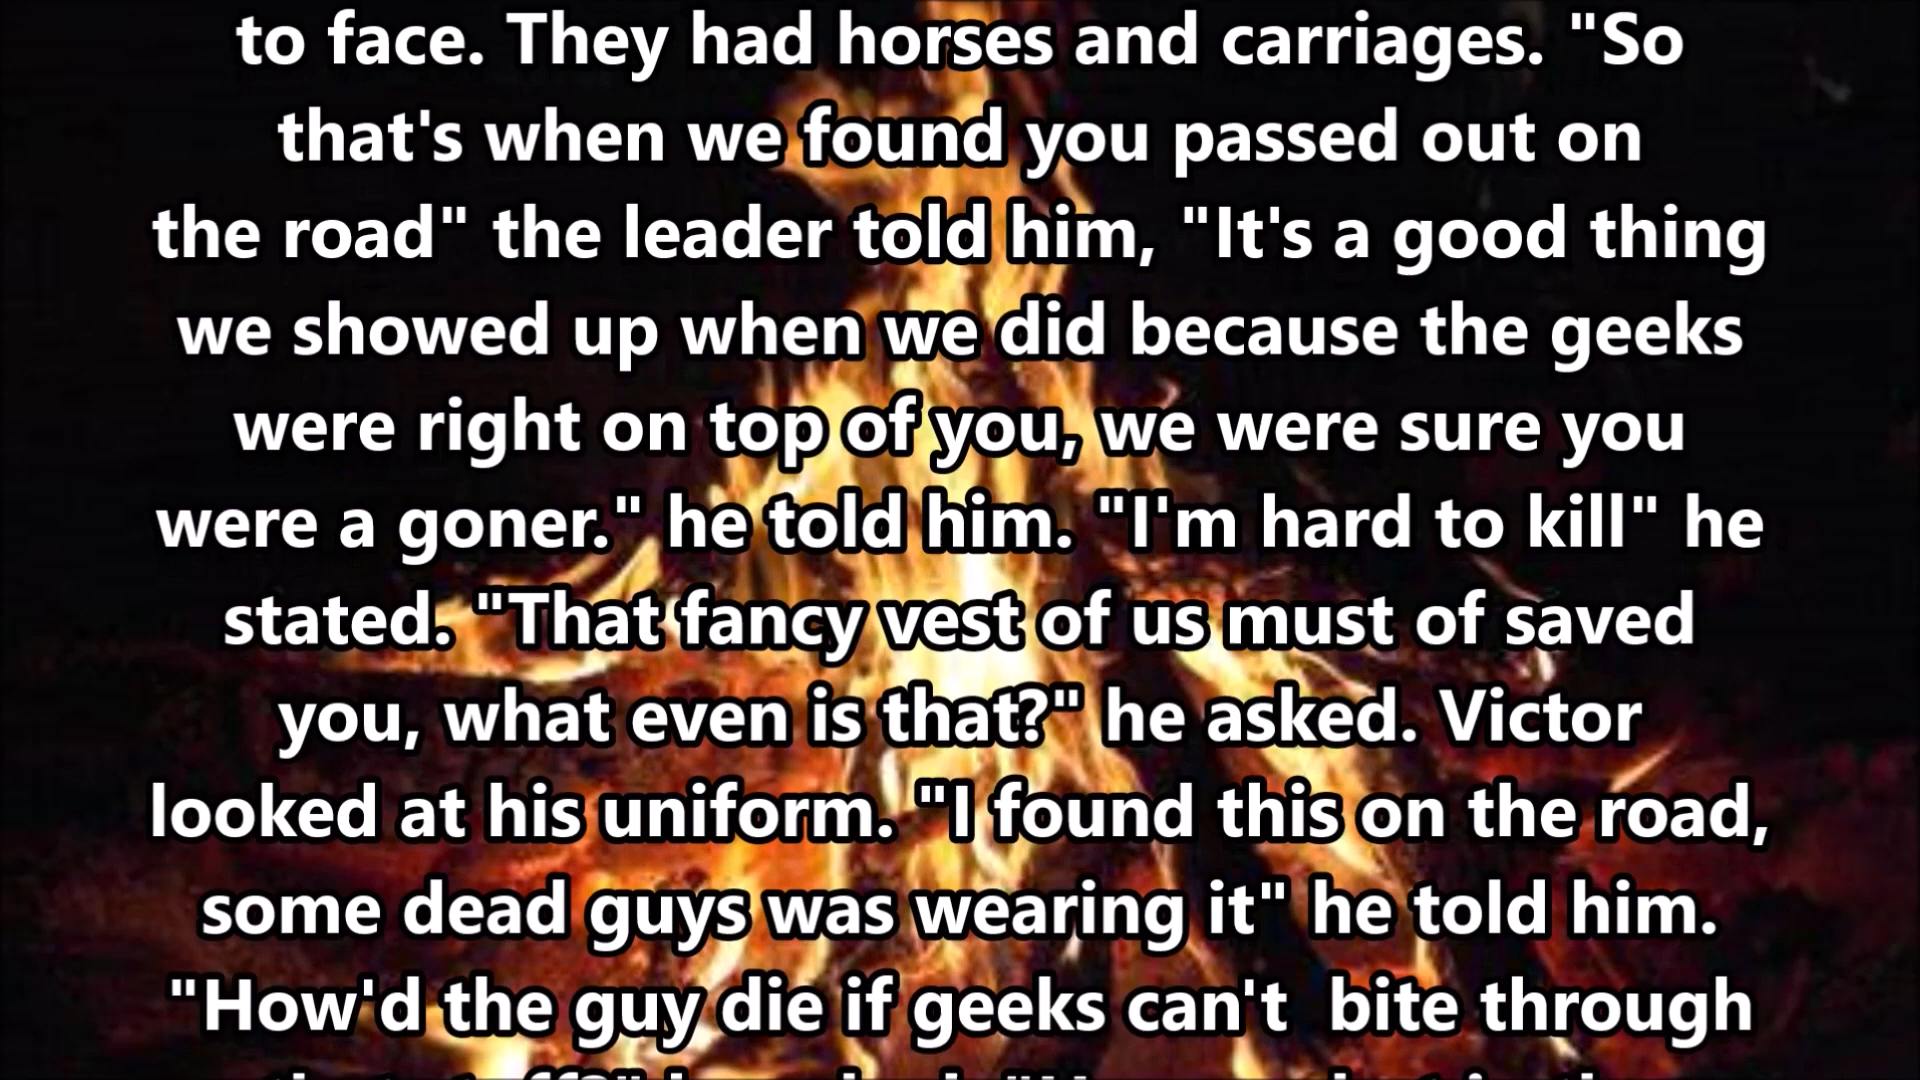 to face. They had horses and carriages. "So
that's when we found you passed out on
the road" the leader told him, "It's a good thing
we showed up when we did because the geeks
were right on top of you, we were sure you
were a goner." he told him. "I'm hard to kill" he
stated. "That fancy vest of us must of saved
you, what even is that?" he asked. Victor
looked at his uniform. "I found this on the road,
some dead guys was wearing it" he told him.
"How'd the guy die if geeks can't  bite through